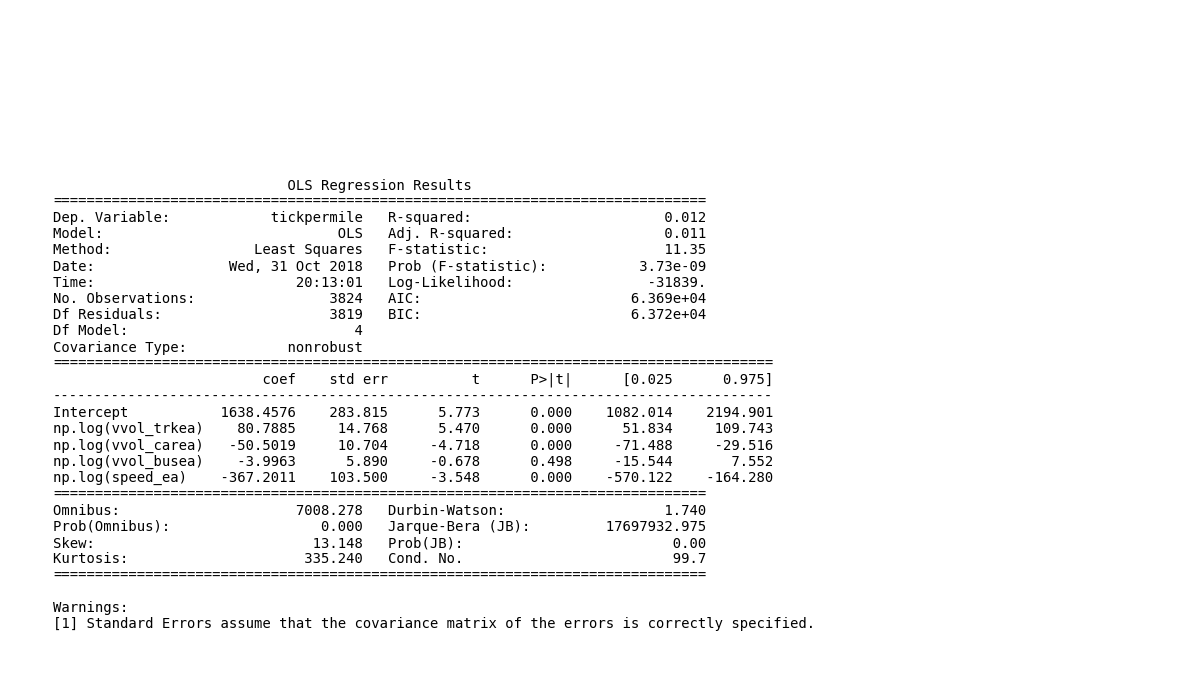 OLS Regression Results
==============================================================================
Dep. Variable:            tickpermile   R-squared:                       0.012
Model:                            OLS   Adj. R-squared:                  0.011
Method:                 Least Squares   F-statistic:                     11.35
Date:                Wed, 31 Oct 2018   Prob (F-statistic):           3.73e-09
Time:                        20:13:01   Log-Likelihood:                -31839.
No. Observations:                3824   AIC:                         6.369e+04
Df Residuals:                    3819   BIC:                         6.372e+04
Df Model:                           4
Covariance Type:            nonrobust
======================================================================================
                         coef    std err          t      P>|t|      [0.025      0.975]
--------------------------------------------------------------------------------------
Intercept           1638.4576    283.815      5.773      0.000    1082.014    2194.901
np.log(vvol_trkea)    80.7885     14.768      5.470      0.000      51.834     109.743
np.log(vvol_carea)   -50.5019     10.704     -4.718      0.000     -71.488     -29.516
np.log(vvol_busea)    -3.9963      5.890     -0.678      0.498     -15.544       7.552
np.log(speed_ea)    -367.2011    103.500     -3.548      0.000    -570.122    -164.280
==============================================================================
Omnibus:                     7008.278   Durbin-Watson:                   1.740
Prob(Omnibus):                  0.000   Jarque-Bera (JB):         17697932.975
Skew:                          13.148   Prob(JB):                         0.00
Kurtosis:                     335.240   Cond. No.                         99.7
==============================================================================

Warnings:
[1] Standard Errors assume that the covariance matrix of the errors is correctly specified.